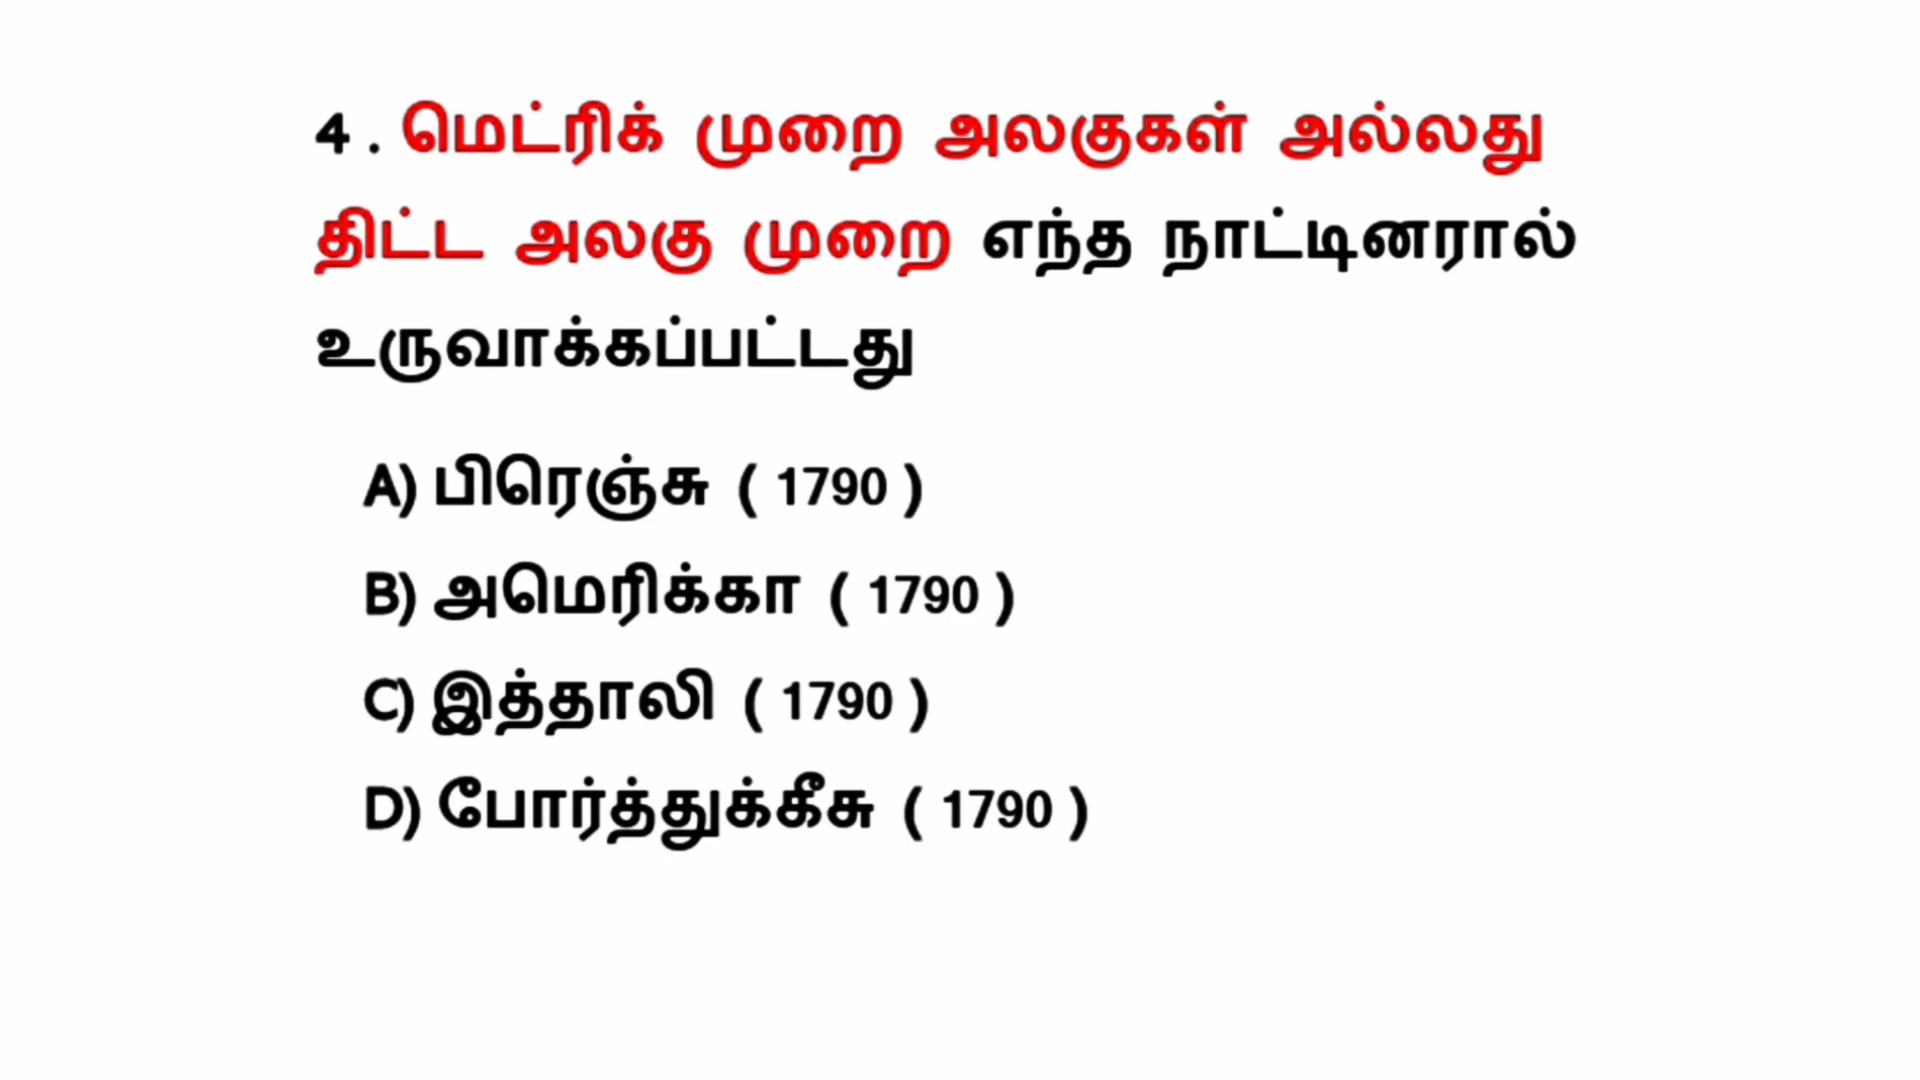 4 . மெட்ரிக் முறை அலகுகள் அல்லது
திட்ட அலகு முறை எந்த நாட்டினரால்
உருவாக்கப்பட்டது
A) பிரெஞ்சு ( 1790 )
B) அமெரிக்கா ( 1790 )
C) இத்தாலி ( 1790 )
D) போர்த்துக்கீசு ( 1790 )